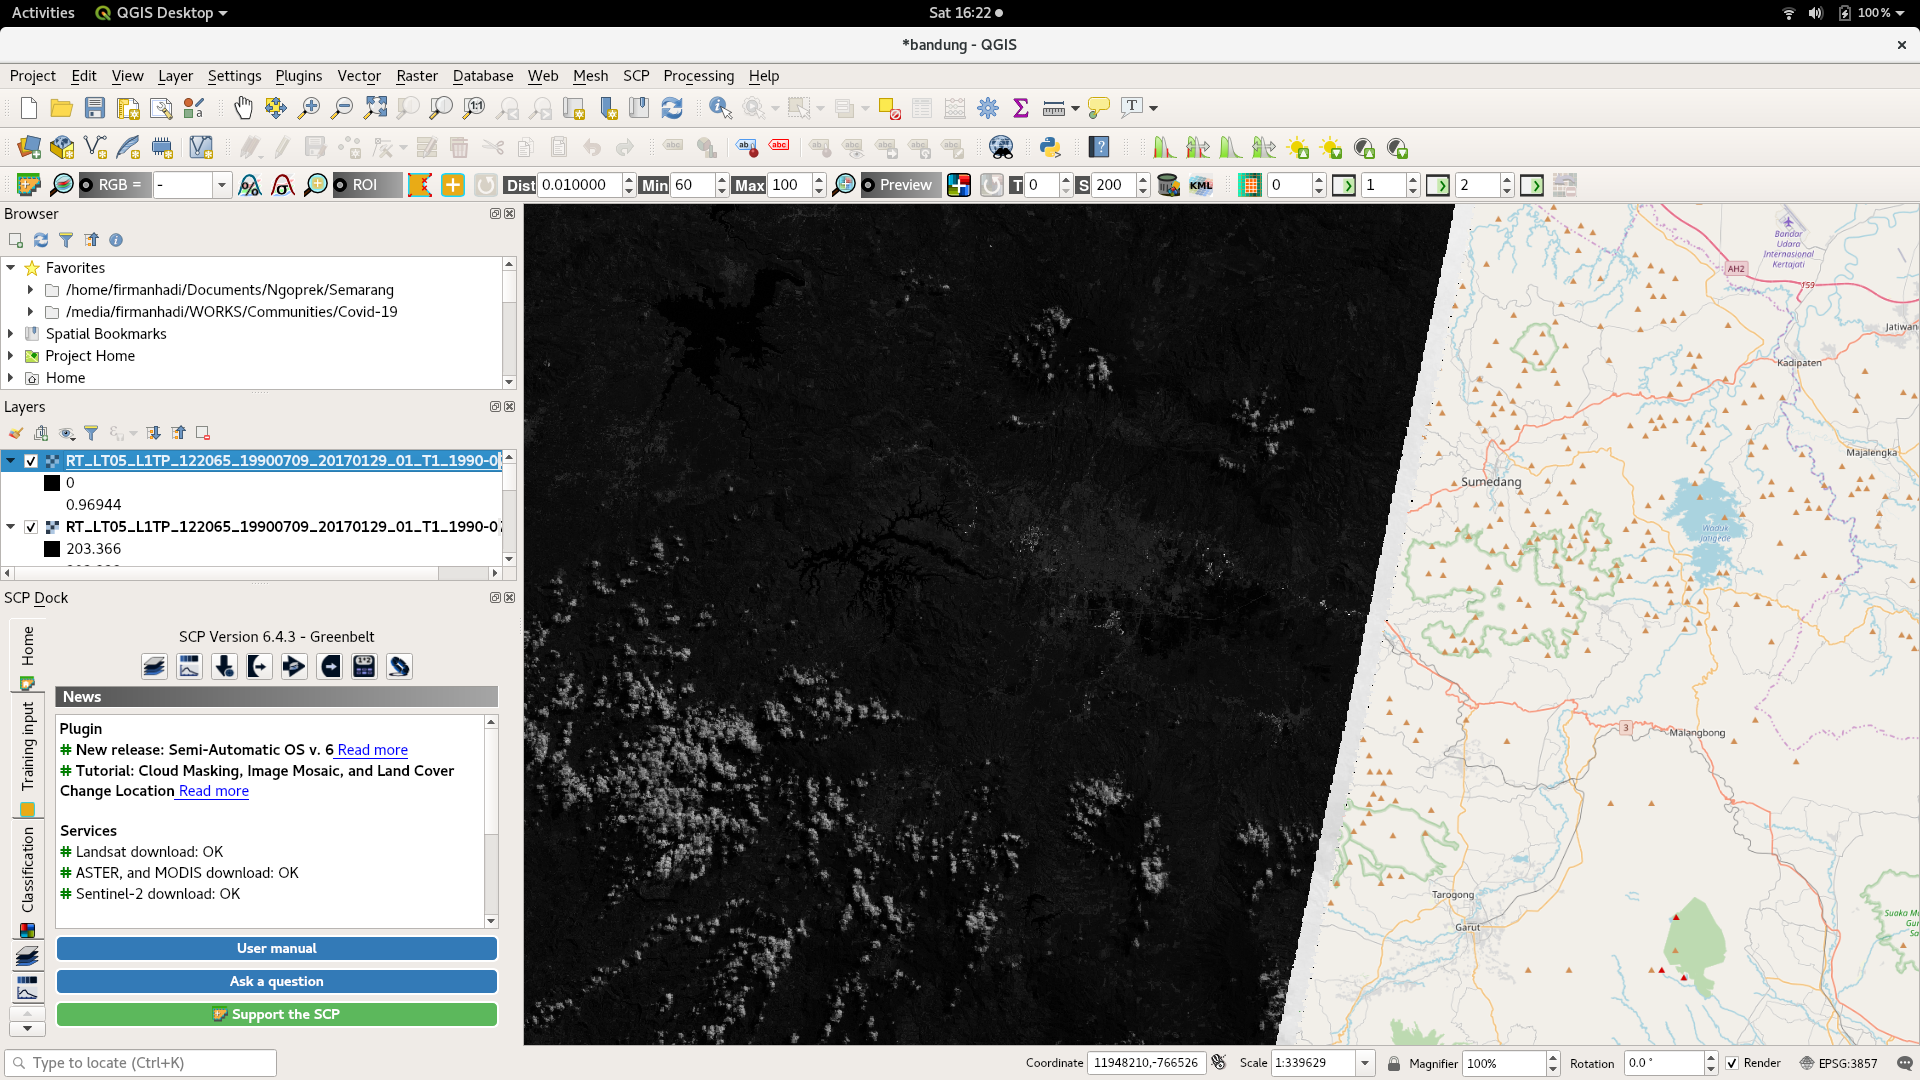 Activities
QGIS Desktop
Sat 16:22
100%
*bandung - QGIS
Project Edit View Layer Settings Plugins Vector Raster Database Web Mesh SCP Processing Help
RGB =
-
ROI
Dist 0.010000
Min 60
Max 100
Preview
T 0
S 200
KML
0
1
2
Browser
Favorites
/home/firmanhadi/Documents/Ngoprek/Semarang
/media/firmanhadi/WORKS/Communities/Covid-19
Spatial Bookmarks
Project Home
Home
Layers
RT_LT05_L1TP_122065_19900709_20170129_01_T1_1990-0
0
0.96944
RT_LT05_L1TP_122065_19900709_20170129_01_T1_1990-0
203.366
SCP Dock
Home
Training input
Classification
SCP Version 6.4.3 - Greenbelt
News
Plugin
# New release: Semi-Automatic OS v. 6 Read more
# Tutorial: Cloud Masking, Image Mosaic, and Land Cover
Change Location Read more
Services
# Landsat download: OK
# ASTER, and MODIS download: OK
# Sentinel-2 download: OK
User manual
Ask a question
Support the SCP
Bandar
Udara
Internasional
Kertajati
AH2
159
Jatiwan
Kadipaten
Majalengka
Sumedang
Waduk
Jatigede
3
Malangbong
Tarogong
Garut
Suaka M
Gu
Sa
Type to locate (Ctrl+K)
Coordinate 11948210,-766526
Scale 1:339629
Magnifier 100%
Rotation 0.0 °
Render
EPSG:3857